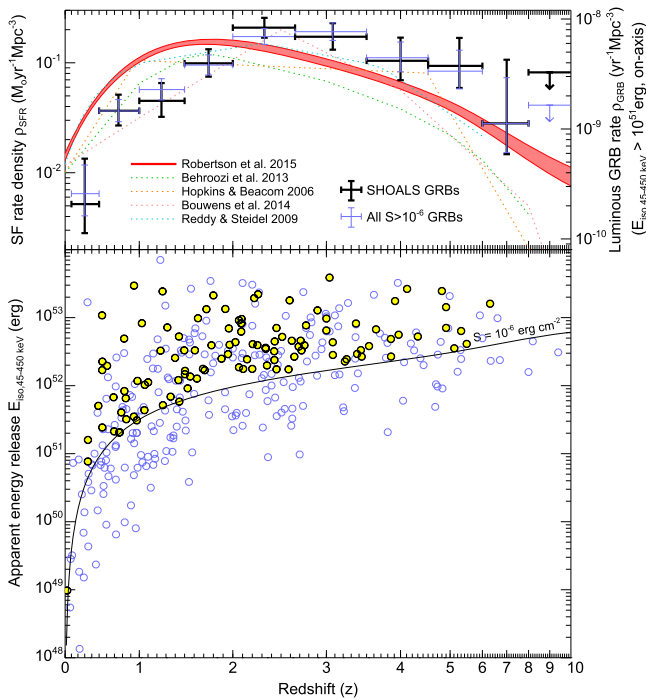 SF rate density ρSFR (M⊙yr⁻¹Mpc⁻³)
10⁻¹
10⁻²
Robertson et al. 2015
Behroozi et al. 2013
Hopkins & Beacom 2006
Bouwens et al. 2014
Reddy & Steidel 2009
SHOALS GRBs
All S>10⁻⁶ GRBs
10⁻⁸
10⁻⁹
10⁻¹⁰
Luminous GRB rate ρGRB (yr⁻¹Mpc⁻³)
(Eiso,45-450 keV > 10⁵¹erg, on-axis)
Apparent energy release Eiso,45-450 keV (erg)
10⁵³
10⁵²
10⁵¹
10⁵⁰
10⁴⁹
10⁴⁸
S = 10⁻⁶ erg cm⁻²
0 1 2 3 4 5 6 7 8 9 10
Redshift (z)